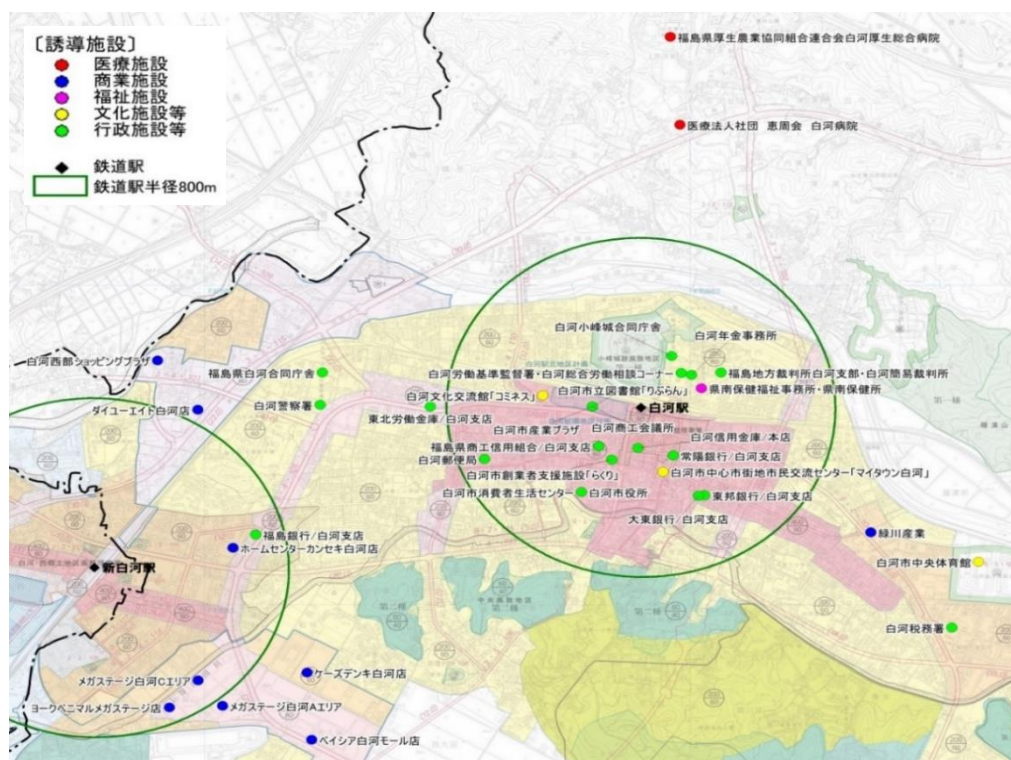 〔誘導施設〕
医療施設
商業施設
福祉施設
文化施設等
行政施設等
鉄道駅
鉄道駅半径800m
福島県厚生農業協同組合連合会白河厚生総合病院
医療法人社団 恵周会 白河病院
白河小峰城合同庁舎
白河年金事務所
白河西部ショッピングプラザ
福島県白河合同庁舎
白河労働基準監督署・白河総合労働相談コーナー
福島地方裁判所白河支部・白河簡易裁判所
県南保健福祉事務所・県南保健所
白河文化交流館「コミネス」
白河市立図書館「りぶらん」
ダイユーエイト白河店
白河警察署
東北労働金庫/白河支店
白河駅
白河市産業プラザ
白河商工会議所
白河信用金庫/本店
福島県商工信用組合/白河支店
常陽銀行/白河支店
白河郵便局
白河市創業者支援施設「らくり」
白河市中心市街地市民交流センター「マイタウン白河」
白河市消費者生活センター
白河市役所
東邦銀行/白河支店
大東銀行/白河支店
福島銀行/白河支店
ホームセンターカンセキ白河店
緑川産業
新白河駅
白河市中央体育館
白河税務署
ケーズデンキ白河店
メガステージ白河Cエリア
ヨークベニマルメガステージ店
メガステージ白河Aエリア
ベイシア白河モール店
第二種
第二種